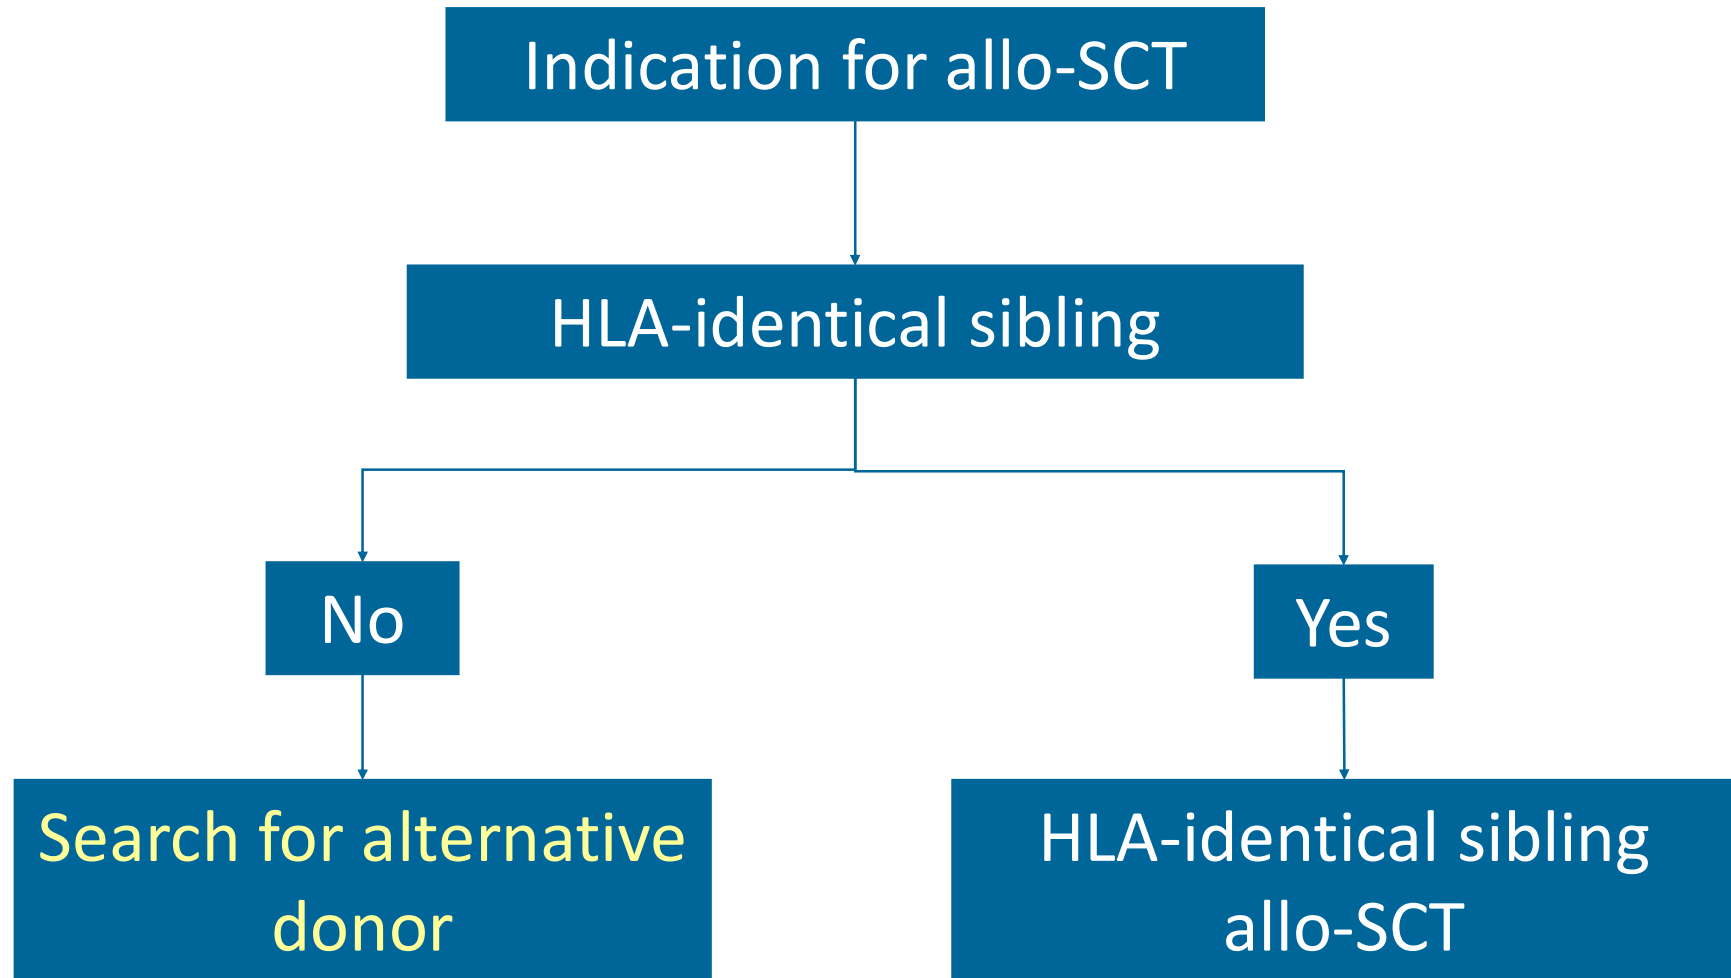 Indication for allo-SCT
HLA-identical sibling
No
Yes
Search for alternative
donor
HLA-identical sibling
allo-SCT